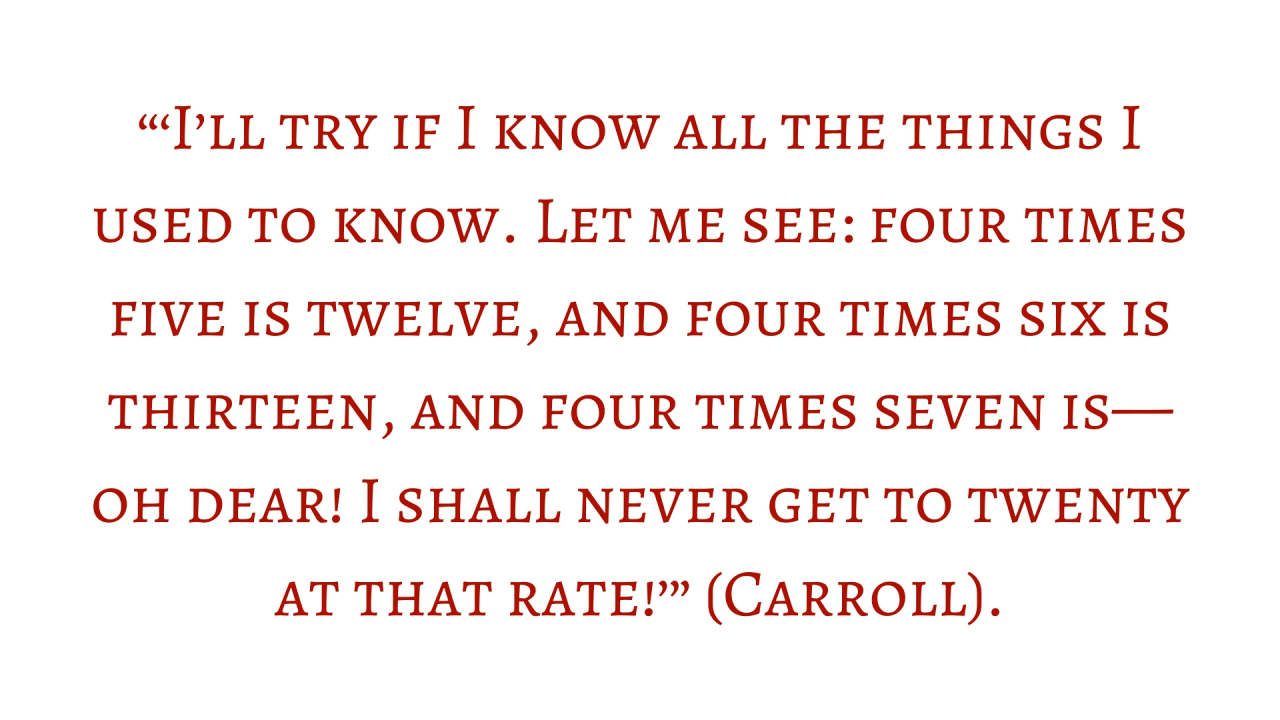 “‘I’ll try if I know all the things I
used to know. Let me see: four times
five is twelve, and four times six is
thirteen, and four times seven is—
oh dear! I shall never get to twenty
at that rate!’” (Carroll).